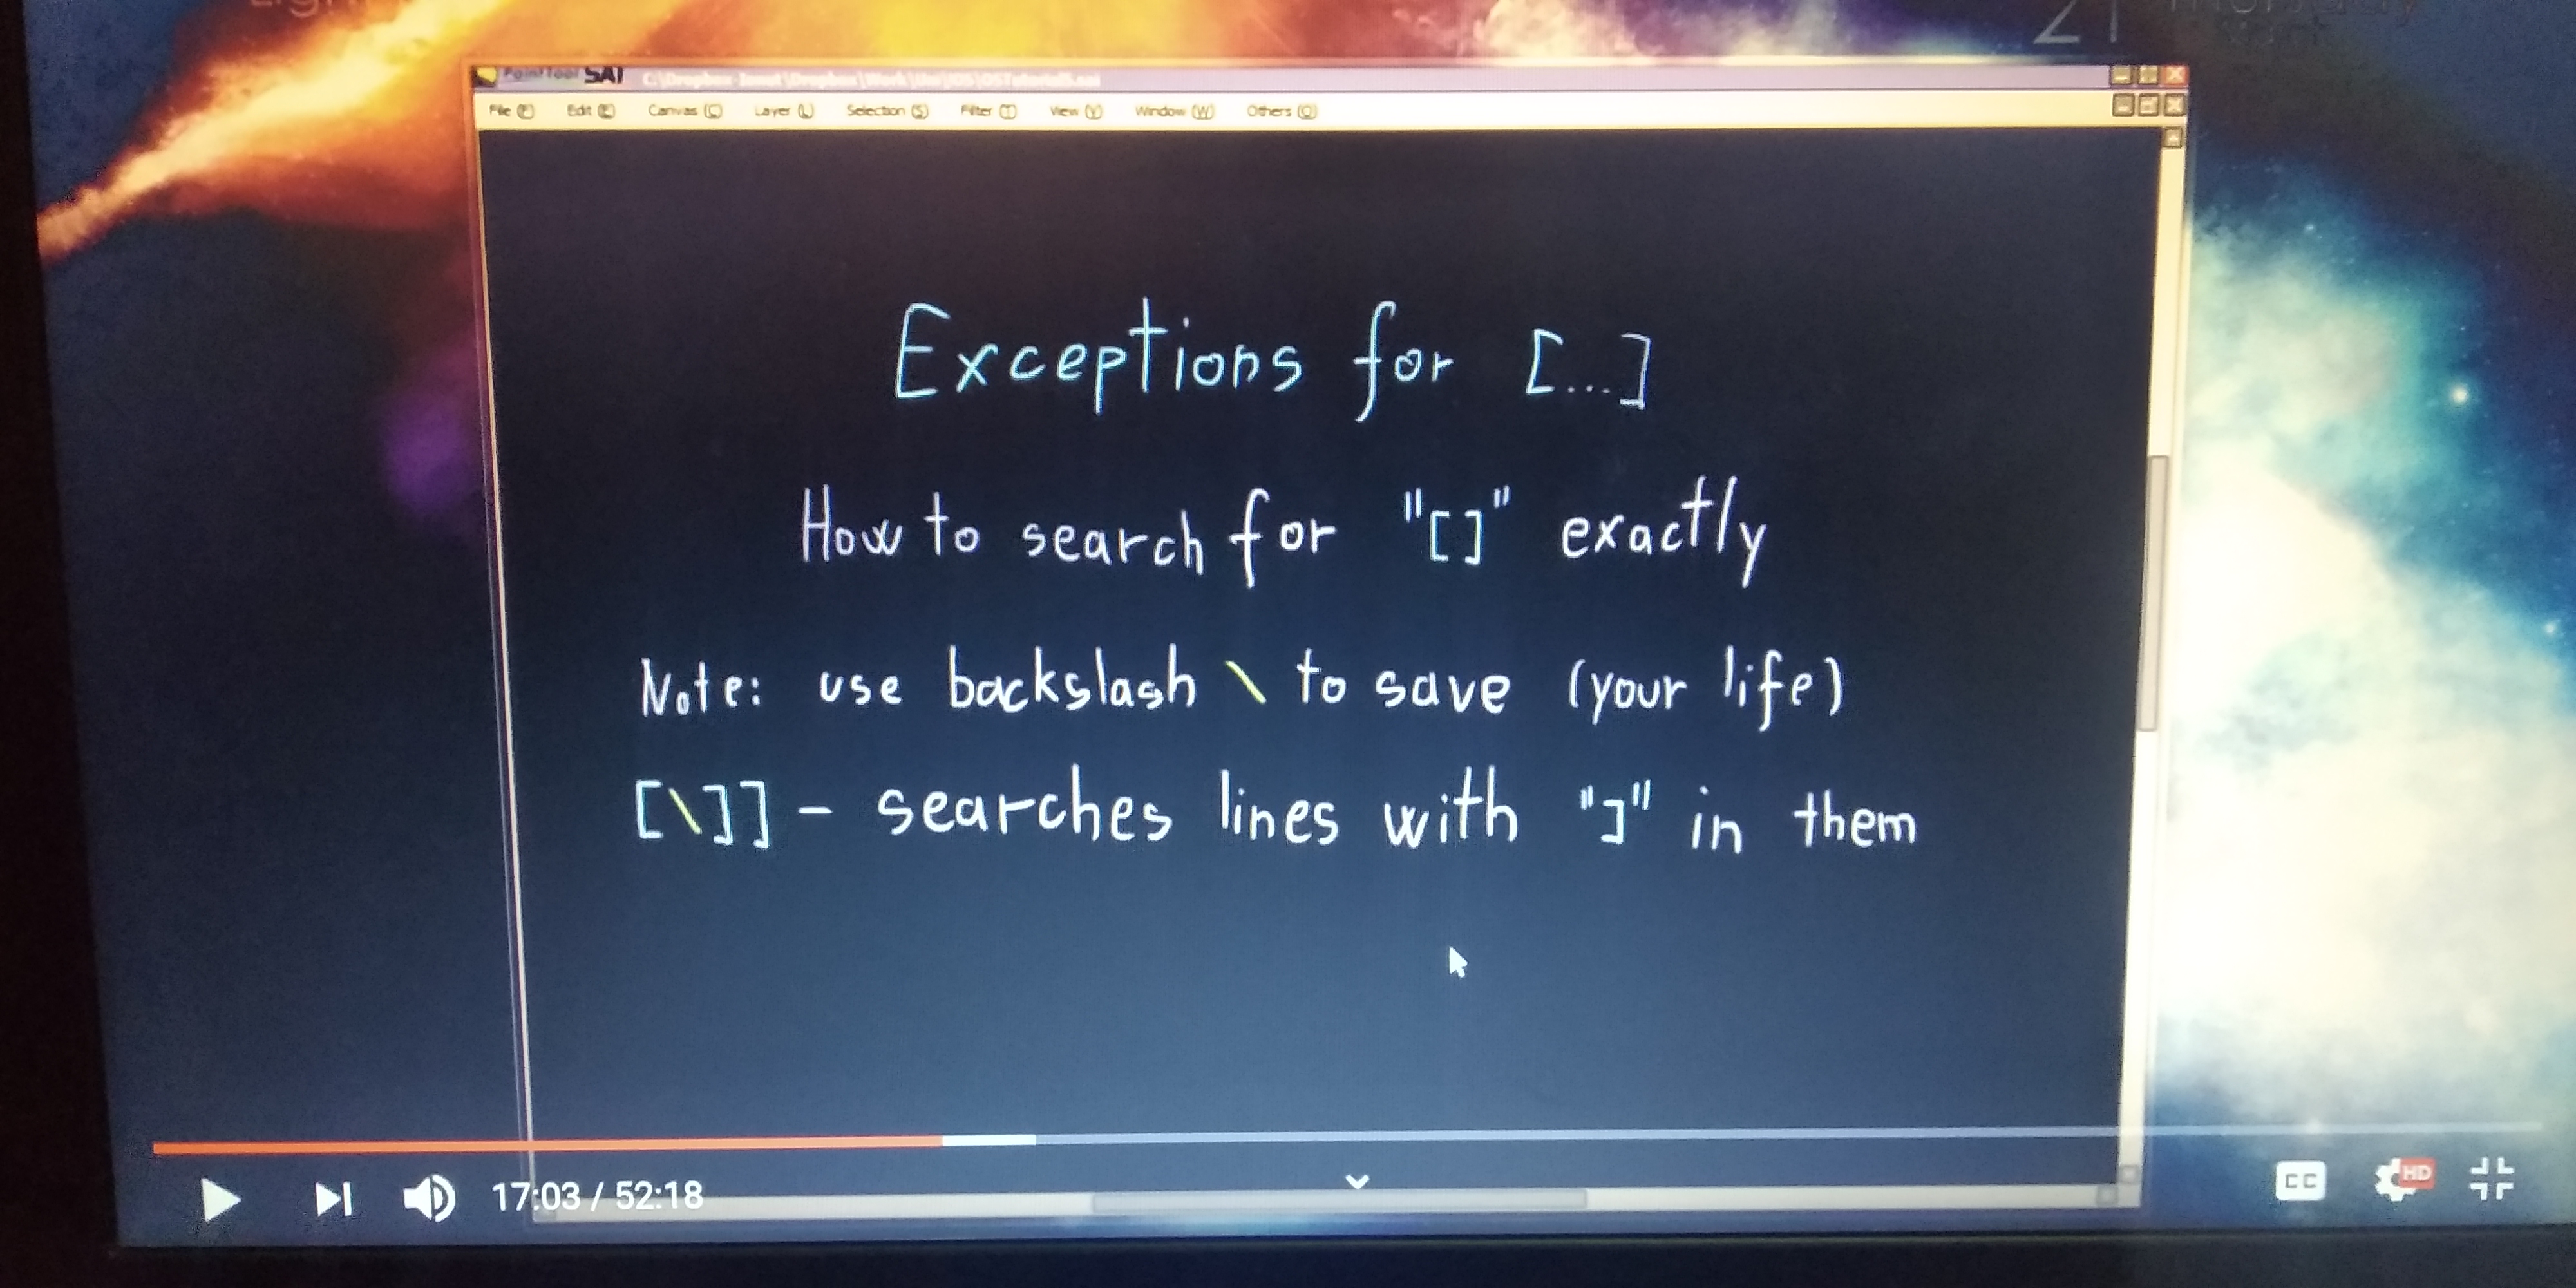 21
PaintTool SAI
File (F) Edit (E) Canvas (C) Layer (L) Selection (S) Filter (T) View (V) Window (W) Others (O)
Exceptions for [...]
How to search for "[]" exactly
Note: use backslash \ to save (your life)
[\]] - searches lines with "]" in them
17:03 / 52:18
CC
HD